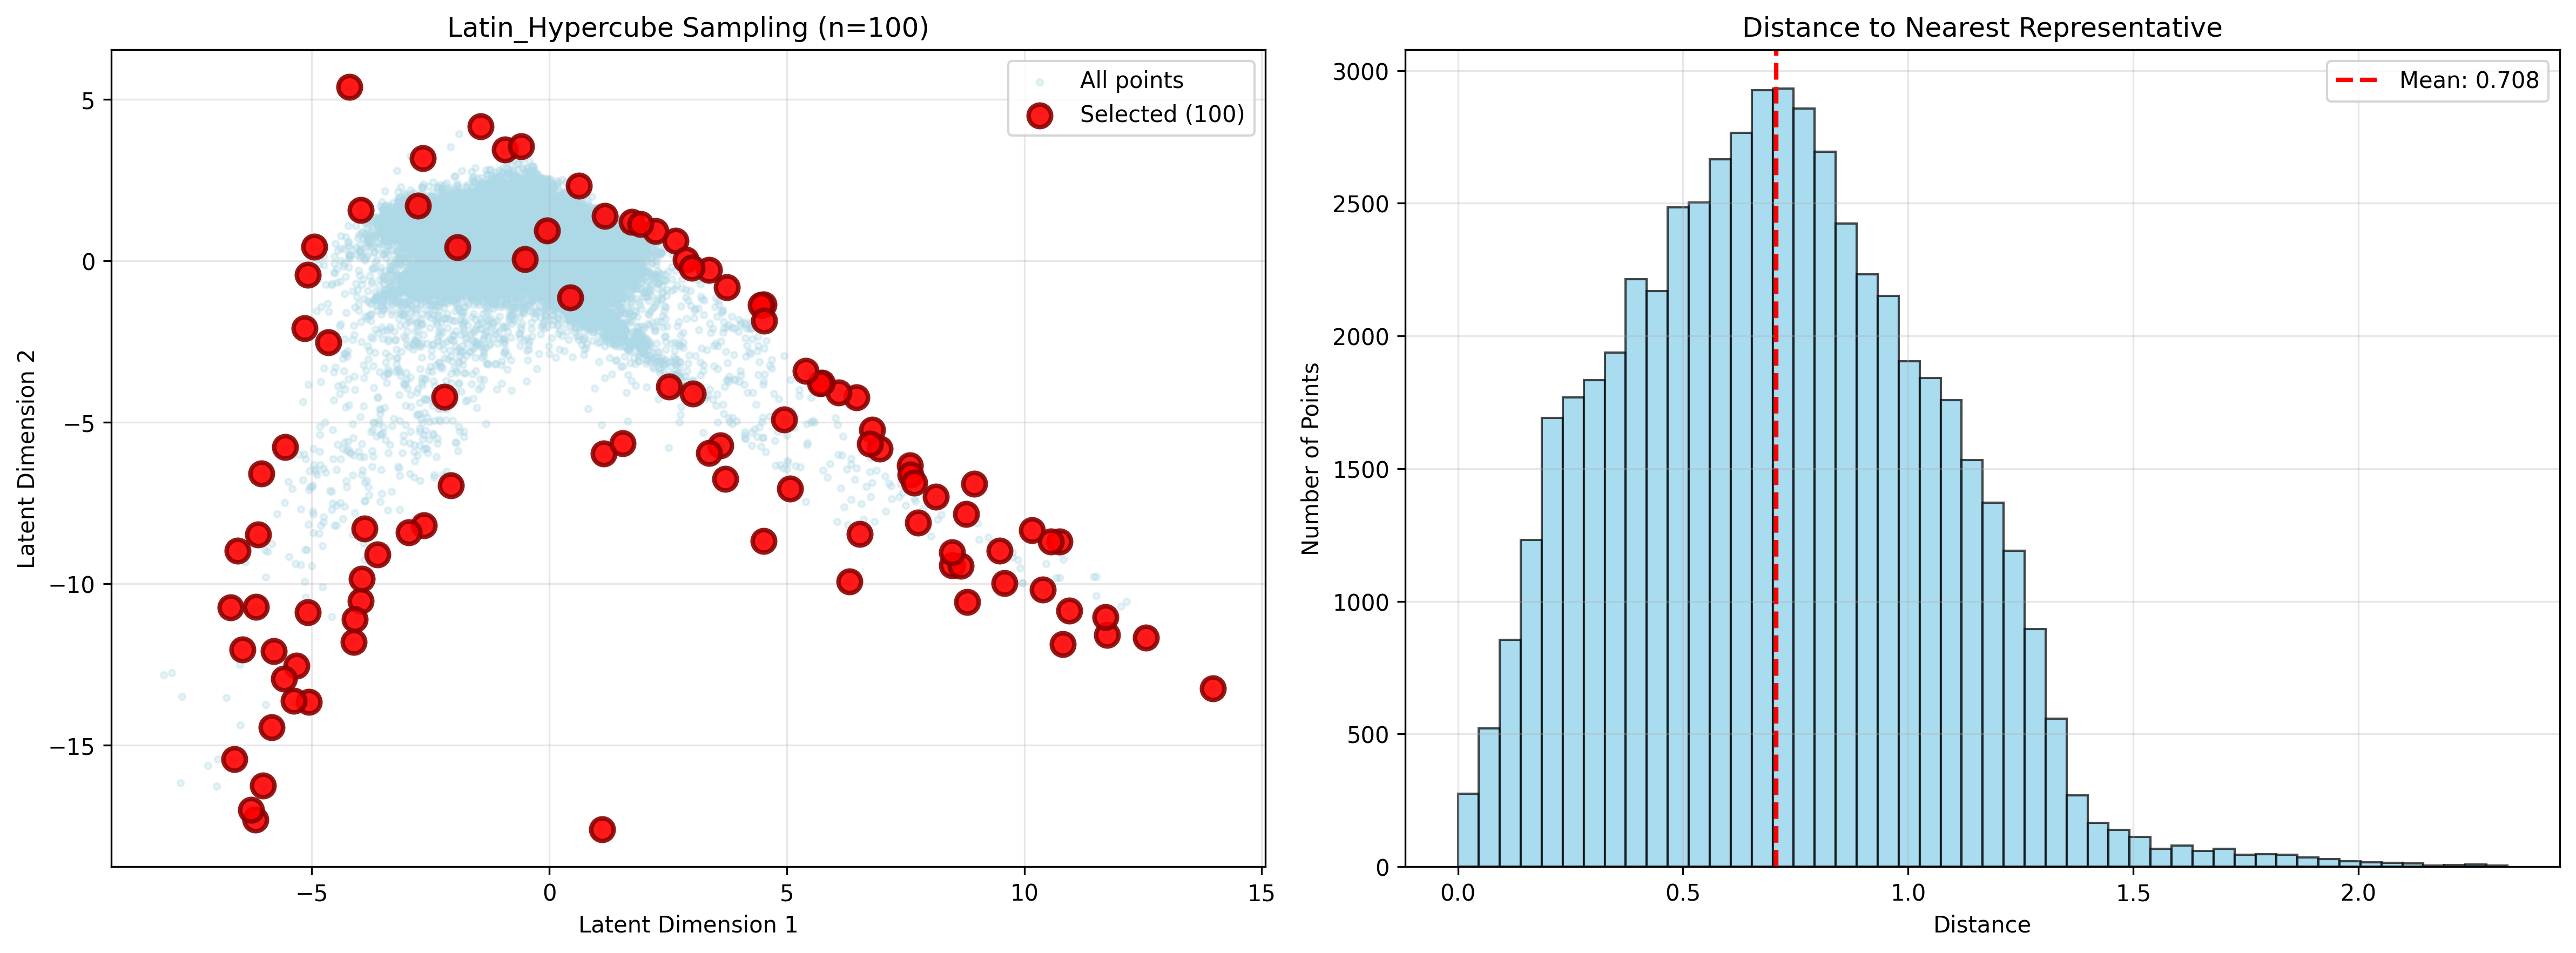 Latin_Hypercube Sampling (n=100)
All points
Selected (100)
5
0
−5
−10
−15
Latent Dimension 2
−5
0
5
10
15
Latent Dimension 1
Distance to Nearest Representative
Mean: 0.708
3000
2500
2000
1500
1000
500
0
Number of Points
0.0
0.5
1.0
1.5
2.0
Distance